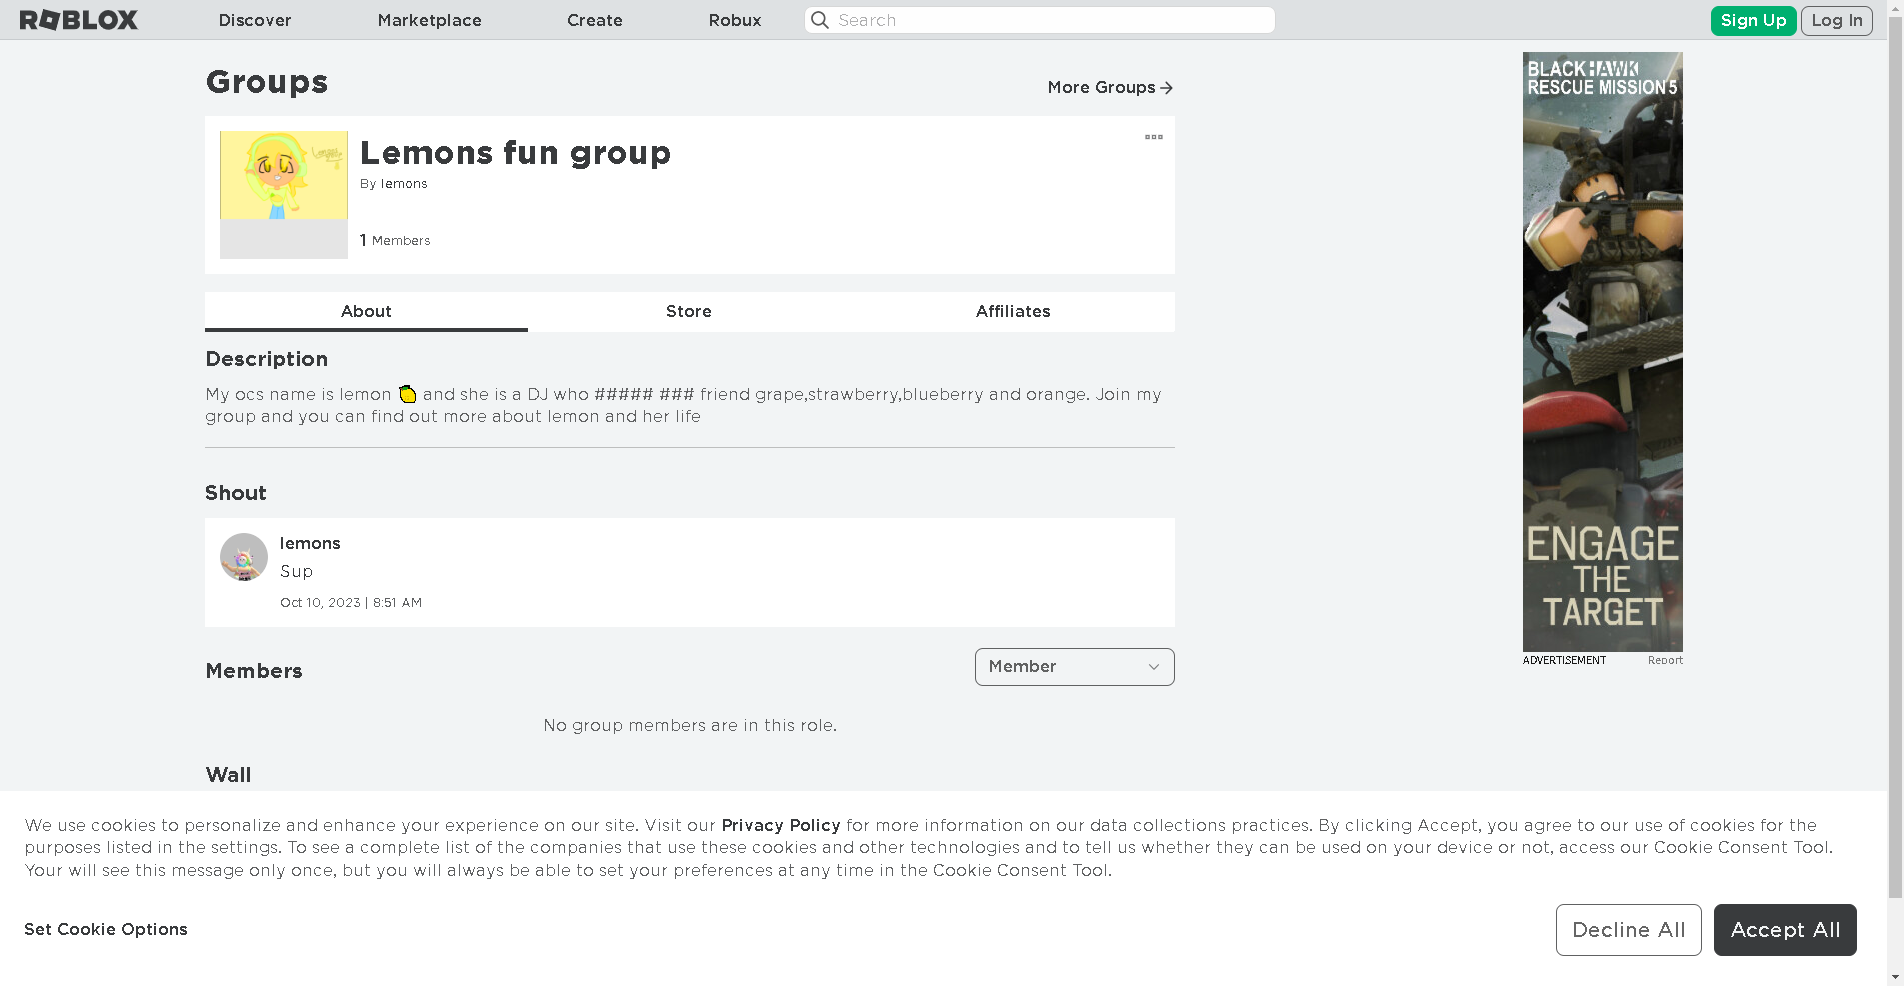 ROBLOX
Discover
Marketplace
Create
Robux
Search
Sign Up
Log In
Groups
More Groups
Lemons fun group
By lemons
1 Members
About
Store
Affiliates
Description
My ocs name is lemon 🍋 and she is a DJ who ##### ### friend grape,strawberry,blueberry and orange. Join my
group and you can find out more about lemon and her life
Shout
lemons
Sup
Oct 10, 2023 | 8:51 AM
Members
Member
No group members are in this role.
Wall
BLACK HAWK
RESCUE MISSION 5
ENGAGE
THE
TARGET
ADVERTISEMENT
Report
We use cookies to personalize and enhance your experience on our site. Visit our Privacy Policy for more information on our data collections practices. By clicking Accept, you agree to our use of cookies for the
purposes listed in the settings. To see a complete list of the companies that use these cookies and other technologies and to tell us whether they can be used on your device or not, access our Cookie Consent Tool.
Your will see this message only once, but you will always be able to set your preferences at any time in the Cookie Consent Tool.
Set Cookie Options
Decline All
Accept All